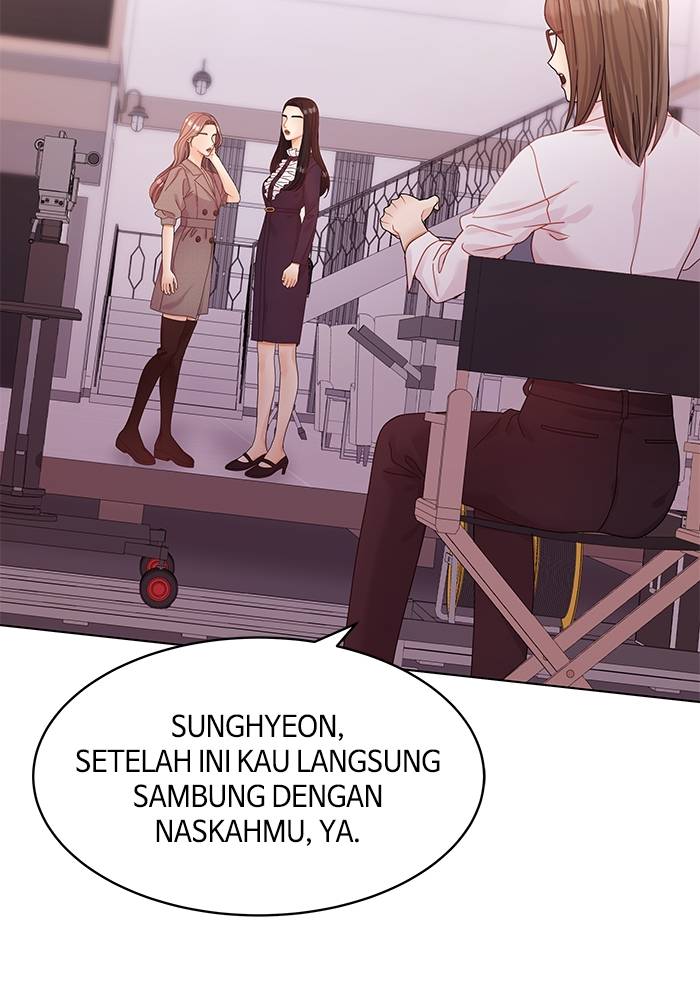 SUNGHYEON,
SETELAH INI KAU LANGSUNG
SAMBUNG DENGAN
NASKAHMU, YA.